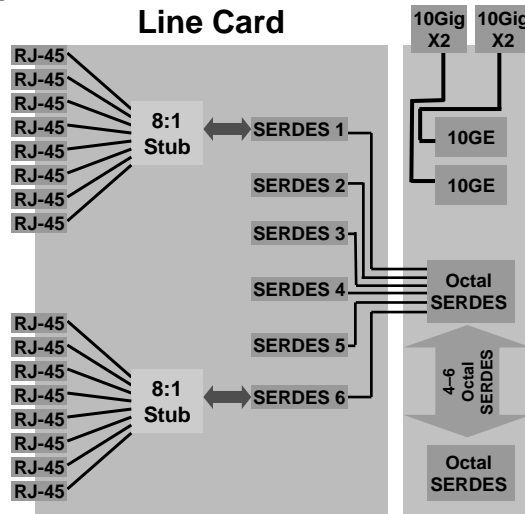 Line Card
10Gig
X2
10Gig
X2
RJ-45
RJ-45
RJ-45
RJ-45
RJ-45
RJ-45
RJ-45
RJ-45
8:1
Stub
SERDES 1
SERDES 2
SERDES 3
SERDES 4
SERDES 5
SERDES 6
10GE
10GE
Octal
SERDES
4–6
Octal
SERDES
Octal
SERDES
RJ-45
RJ-45
RJ-45
RJ-45
RJ-45
RJ-45
RJ-45
RJ-45
8:1
Stub